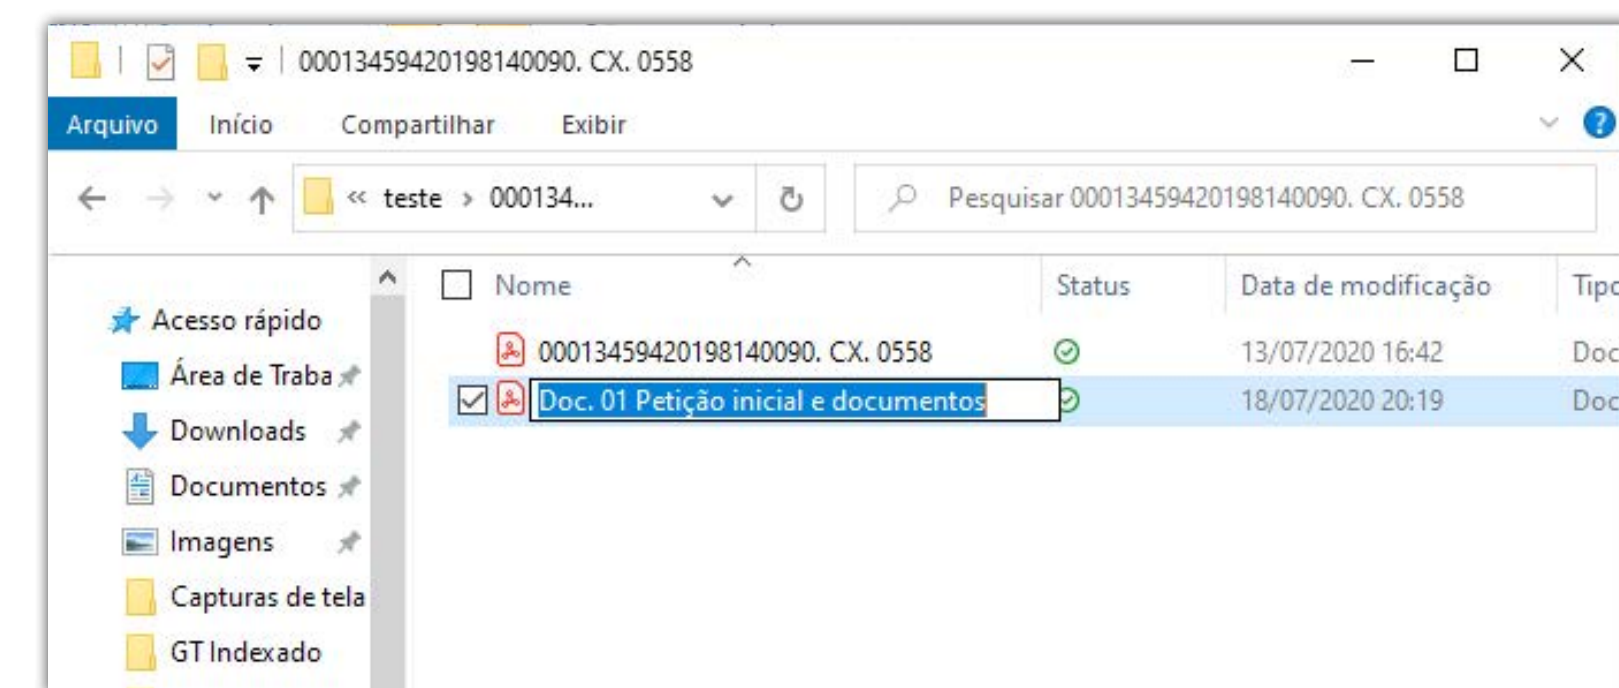 00013459420198140090. CX. 0558
Arquivo Início Compartilhar Exibir
« teste > 000134... Pesquisar 00013459420198140090. CX. 0558
Nome Status Data de modificação Tipo
Acesso rápido
00013459420198140090. CX. 0558 13/07/2020 16:42 Doc
Área de Traba
Doc. 01 Petição inicial e documentos 18/07/2020 20:19 Doc
Downloads
Documentos
Imagens
Capturas de tela
GT Indexado